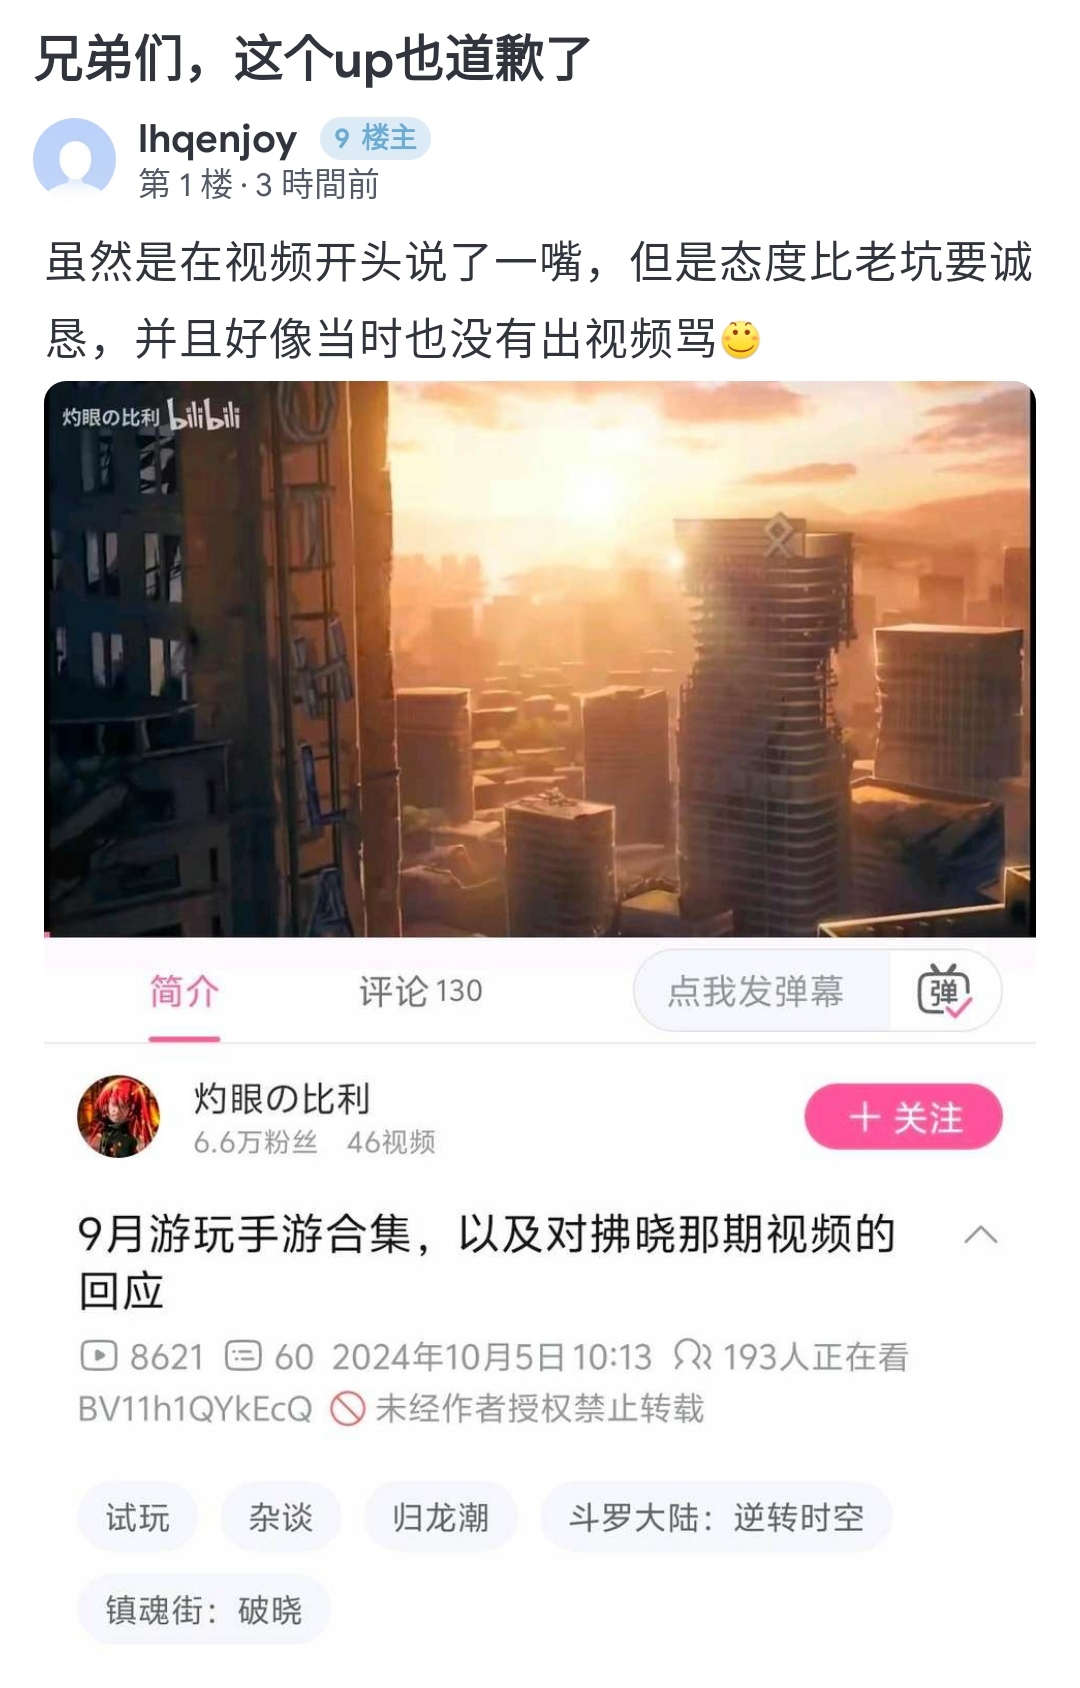 兄弟们，这个up也道歉了
lhqenjoy 9 楼主
第 1 楼 · 3 時間前
虽然是在视频开头说了一嘴，但是态度比老坑要诚
恳，并且好像当时也没有出视频骂
灼眼の比利 bilibili
简介 评论 130 点我发弹幕 弹
灼眼の比利
6.6万粉丝 46视频
＋ 关注
9月游玩手游合集，以及对拂晓那期视频的
回应
8621 60 2024年10月5日 10:13 193人正在看
BV11h1QYkEcQ 未经作者授权禁止转载
试玩 杂谈 归龙潮 斗罗大陆：逆转时空
镇魂街：破晓